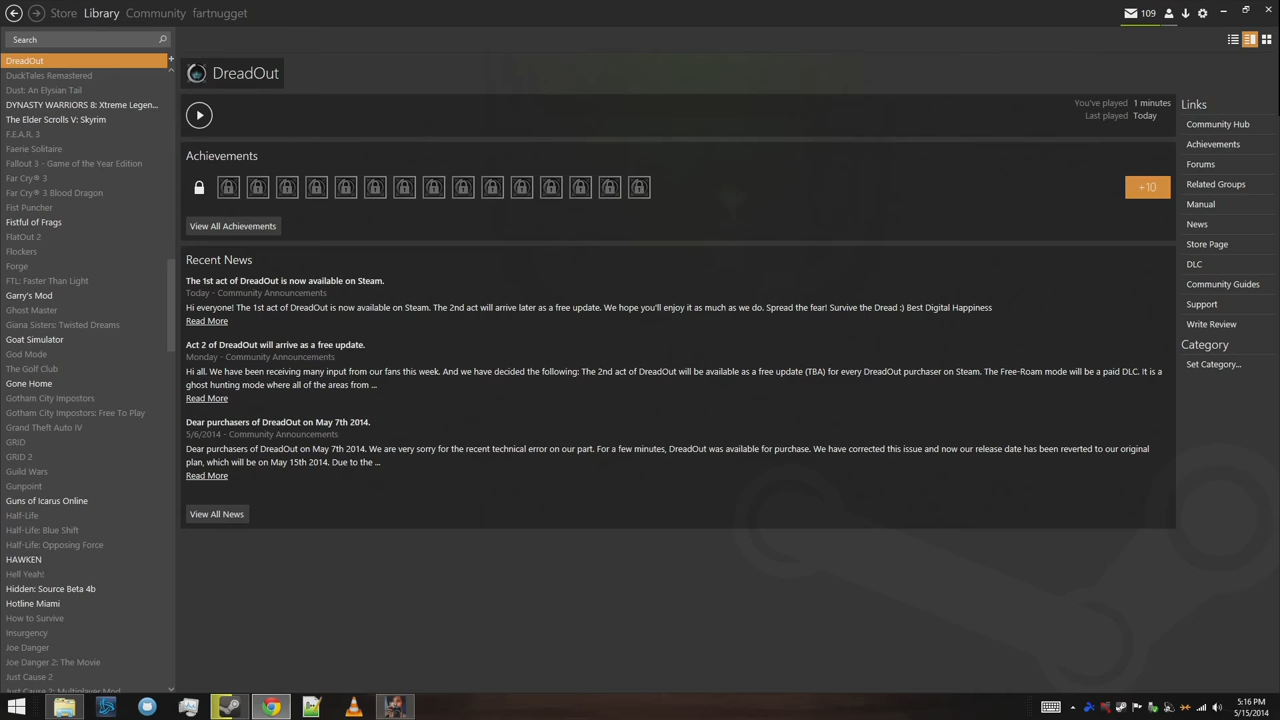 Store Library Community fartnugget
109
Search
DreadOut
DuckTales Remastered
Dust: An Elysian Tail
DYNASTY WARRIORS 8: Xtreme Legen...
The Elder Scrolls V: Skyrim
F.E.A.R. 3
Faerie Solitaire
Fallout 3 - Game of the Year Edition
Far Cry® 3
Far Cry® 3 Blood Dragon
Fist Puncher
Fistful of Frags
FlatOut 2
Flockers
Forge
FTL: Faster Than Light
Garry's Mod
Ghost Master
Giana Sisters: Twisted Dreams
Goat Simulator
God Mode
The Golf Club
Gone Home
Gotham City Impostors
Gotham City Impostors: Free To Play
Grand Theft Auto IV
GRID
GRID 2
Guild Wars
Gunpoint
Guns of Icarus Online
Half-Life
Half-Life: Blue Shift
Half-Life: Opposing Force
HAWKEN
Hell Yeah!
Hidden: Source Beta 4b
Hotline Miami
How to Survive
Insurgency
Joe Danger
Joe Danger 2: The Movie
Just Cause 2
Just Cause 2: Multiplayer Mod
DreadOut
You've played 1 minutes
Last played Today
Achievements
+10
View All Achievements
Recent News
The 1st act of DreadOut is now available on Steam.
Today - Community Announcements
Hi everyone! The 1st act of DreadOut is now available on Steam. The 2nd act will arrive later as a free update. We hope you'll enjoy it as much as we do. Spread the fear! Survive the Dread :) Best Digital Happiness
Read More
Act 2 of DreadOut will arrive as a free update.
Monday - Community Announcements
Hi all. We have been receiving many input from our fans this week. And we have decided the following: The 2nd act of DreadOut will be available as a free update (TBA) for every DreadOut purchaser on Steam. The Free-Roam mode will be a paid DLC. It is a
ghost hunting mode where all of the areas from ...
Read More
Dear purchasers of DreadOut on May 7th 2014.
5/6/2014 - Community Announcements
Dear purchasers of DreadOut on May 7th 2014. We are very sorry for the recent technical error on our part. For a few minutes, DreadOut was available for purchase. We have corrected this issue and now our release date has been reverted to our original
plan, which will be on May 15th 2014. Due to the ...
Read More
View All News
Links
Community Hub
Achievements
Forums
Related Groups
Manual
News
Store Page
DLC
Community Guides
Support
Write Review
Category
Set Category...
5:16 PM
5/15/2014